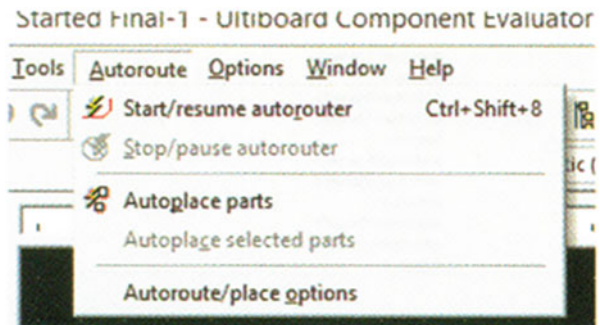 Started Final-1 - Ultiboard Component Evaluator
Tools Autoroute Options Window Help
Start/resume autorouter Ctrl+Shift+8
Stop/pause autorouter
tic (
Autoplace parts
Autoplace selected parts
Autoroute/place options